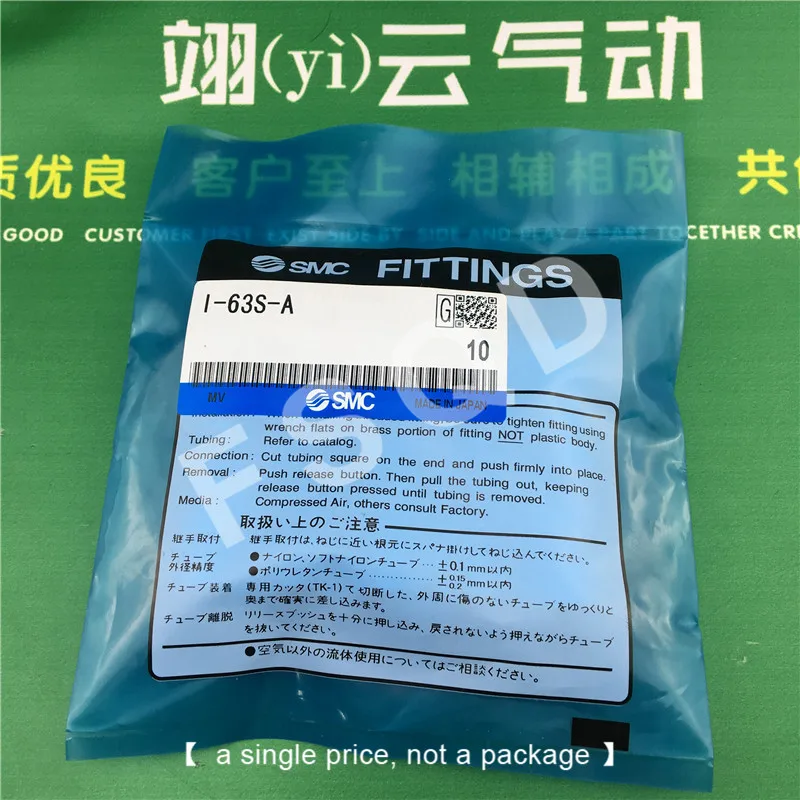 翊(yì)云气动
质优良 客户至上 相辅相成 共
GOOD CUSTOMER FIRST EXIST SIDE BY SIDE AND PLAY A PART TOGETHER CRE
SMC FITTINGS
I-63S-A
G
10
MV SMC MADE IN JAPAN
to tighten fitting using
wrench flats on brass portion of fitting NOT plastic body.
Tubing: Refer to catalog.
Connection: Cut tubing square on the end and push firmly into place.
Removal: Push release button. Then pull the tubing out, keeping
release button pressed until tubing is removed.
Media: Compressed Air, others consult Factory.
取扱い上のご注意
継手取付 継手取付は、ねじに近い根元にスパナ掛けしてねじ込んでください。
チューブ ●ナイロン、ソフトナイロンチューブ… ±0.1mm以内
外径精度 ●ポリウレタンチューブ …………… +0.15 -0.2 mm以内
チューブ装着 専用カッタ(TK-1)で切断した、外周に傷のないチューブをゆっくりと
奥まで確実に差し込みます。
チューブ離脱 リリースプッシュを十分に押し込み、戻されないよう押えながらチューブ
を抜いてください。
●空気以外の流体使用についてはご相談ください。
FSQD
【 a single price, not a package 】